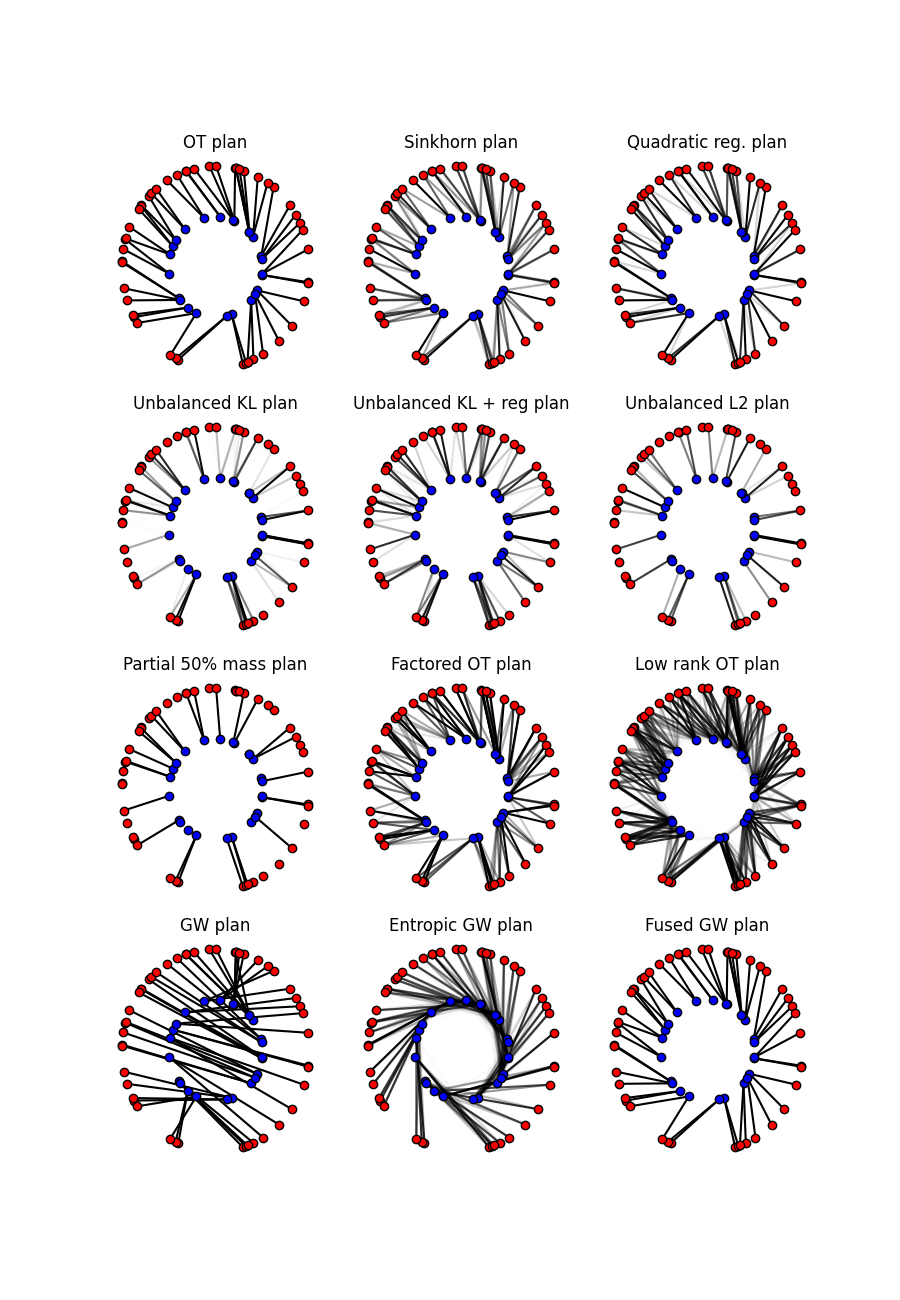 OT plan
Sinkhorn plan
Quadratic reg. plan
Unbalanced KL plan
Unbalanced KL + reg plan
Unbalanced L2 plan
Partial 50% mass plan
Factored OT plan
Low rank OT plan
GW plan
Entropic GW plan
Fused GW plan